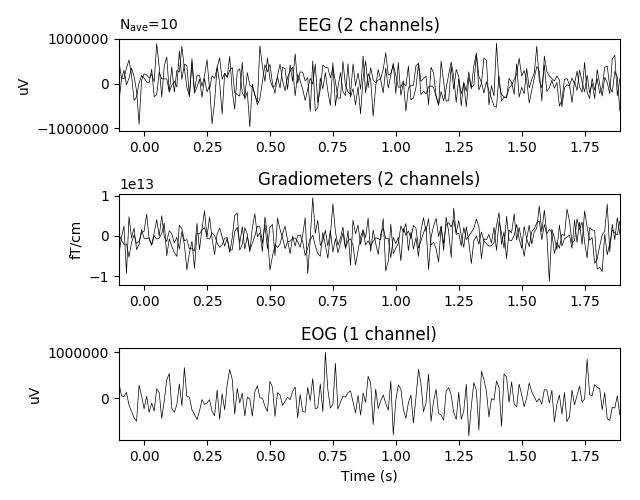 N_ave=10
EEG (2 channels)
1000000
0
−1000000
uV
0.00 0.25 0.50 0.75 1.00 1.25 1.50 1.75
1e13
Gradiometers (2 channels)
1
0
−1
fT/cm
0.00 0.25 0.50 0.75 1.00 1.25 1.50 1.75
EOG (1 channel)
1000000
0
uV
0.00 0.25 0.50 0.75 1.00 1.25 1.50 1.75
Time (s)